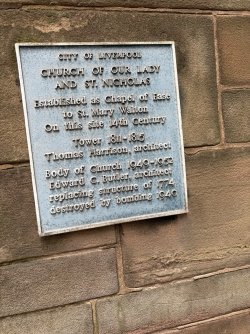 CITY OF LIVERPOOL
CHURCH OF OUR LADY
AND ST. NICHOLAS
Established as Chapel of Ease
to St. Mary Walton
On this site 14th Century
Tower 1811-1815
Thomas Harrison, architect
Body of Church 1949-1952
Edward C. Butler, architect
replacing structure of 1774
destroyed by bombing 1940